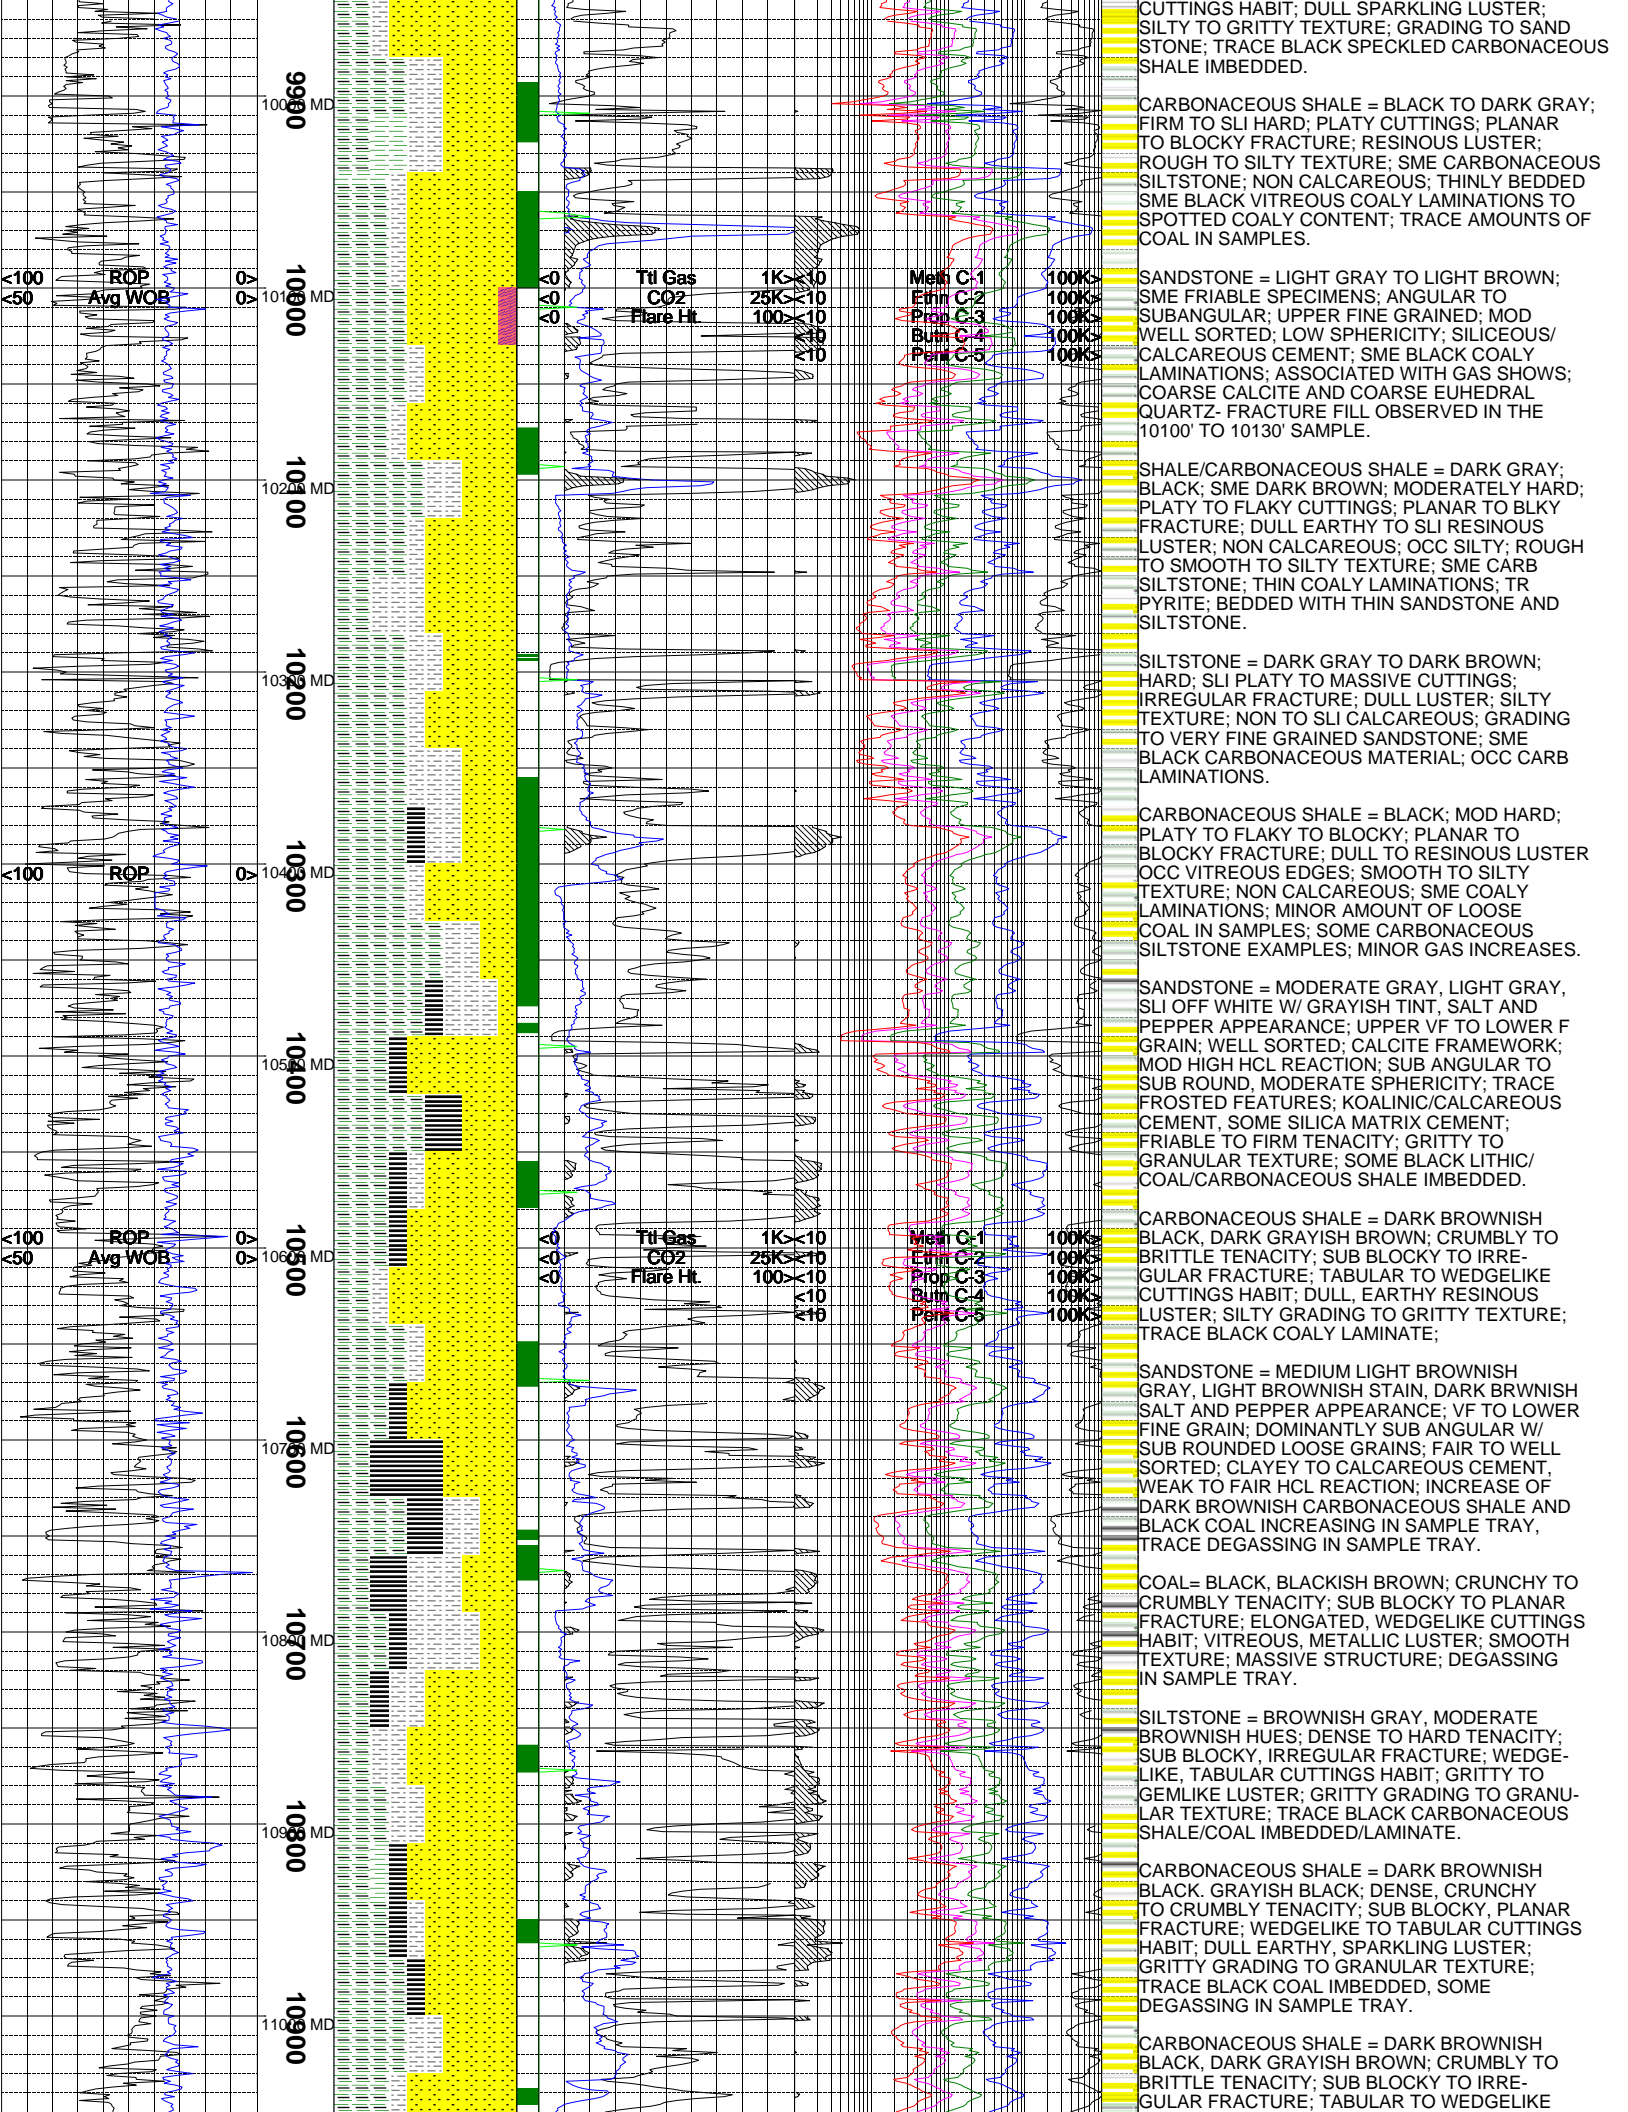 CUTTINGS HABIT; DULL SPARKLING LUSTER;
SILTY TO GRITTY TEXTURE; GRADING TO SAND
STONE; TRACE BLACK SPECKLED CARBONACEOUS
SHALE IMBEDDED.
9900
10000 MD
CARBONACEOUS SHALE = BLACK TO DARK GRAY;
FIRM TO SLI HARD; PLATY CUTTINGS; PLANAR
TO BLOCKY FRACTURE; RESINOUS LUSTER;
ROUGH TO SILTY TEXTURE; SME CARBONACEOUS
SILTSTONE; NON CALCAREOUS; THINLY BEDDED
SME BLACK VITREOUS COALY LAMINATIONS TO
SPOTTED COALY CONTENT; TRACE AMOUNTS OF
COAL IN SAMPLES.
<100 ROP 0>
<50 Avg WOB 0>
10000
10100 MD
<0 Ttl Gas 1K>
<0 CO2 25K>
<0 Flare Ht. 100>
<10 Meth C-1 100K>
<10 Ethn C-2 100K>
<10 Prop C-3 100K>
<10 Butn C-4 100K>
<10 Pent C-5 100K>
SANDSTONE = LIGHT GRAY TO LIGHT BROWN;
SME FRIABLE SPECIMENS; ANGULAR TO
SUBANGULAR; UPPER FINE GRAINED; MOD
WELL SORTED; LOW SPHERICITY; SILICEOUS/
CALCAREOUS CEMENT; SME BLACK COALY
LAMINATIONS; ASSOCIATED WITH GAS SHOWS;
COARSE CALCITE AND COARSE EUHEDRAL
QUARTZ- FRACTURE FILL OBSERVED IN THE
10100' TO 10130' SAMPLE.
10100
10200 MD
SHALE/CARBONACEOUS SHALE = DARK GRAY;
BLACK; SME DARK BROWN; MODERATELY HARD;
PLATY TO FLAKY CUTTINGS; PLANAR TO BLKY
FRACTURE; DULL EARTHY TO SLI RESINOUS
LUSTER; NON CALCAREOUS; OCC SILTY; ROUGH
TO SMOOTH TO SILTY TEXTURE; SME CARB
SILTSTONE; THIN COALY LAMINATIONS; TR
PYRITE; BEDDED WITH THIN SANDSTONE AND
SILTSTONE.
10200
10300 MD
SILTSTONE = DARK GRAY TO DARK BROWN;
HARD; SLI PLATY TO MASSIVE CUTTINGS;
IRREGULAR FRACTURE; DULL LUSTER; SILTY
TEXTURE; NON TO SLI CALCAREOUS; GRADING
TO VERY FINE GRAINED SANDSTONE; SME
BLACK CARBONACEOUS MATERIAL; OCC CARB
LAMINATIONS.
<100 ROP 0>
10300
10400 MD
CARBONACEOUS SHALE = BLACK; MOD HARD;
PLATY TO FLAKY TO BLOCKY; PLANAR TO
BLOCKY FRACTURE; DULL TO RESINOUS LUSTER
OCC VITREOUS EDGES; SMOOTH TO SILTY
TEXTURE; NON CALCAREOUS; SME COALY
LAMINATIONS; MINOR AMOUNT OF LOOSE
COAL IN SAMPLES; SOME CARBONACEOUS
SILTSTONE EXAMPLES; MINOR GAS INCREASES.
10400
10500 MD
SANDSTONE = MODERATE GRAY, LIGHT GRAY,
SLI OFF WHITE W/ GRAYISH TINT, SALT AND
PEPPER APPEARANCE; UPPER VF TO LOWER F
GRAIN; WELL SORTED; CALCITE FRAMEWORK;
MOD HIGH HCL REACTION; SUB ANGULAR TO
SUB ROUND, MODERATE SPHERICITY; TRACE
FROSTED FEATURES; KOALINIC/CALCAREOUS
CEMENT, SOME SILICA MATRIX CEMENT;
FRIABLE TO FIRM TENACITY; GRITTY TO
GRANULAR TEXTURE; SOME BLACK LITHIC/
COAL/CARBONACEOUS SHALE IMBEDDED.
<100 ROP 0>
<50 Avg WOB 0>
10500
10600 MD
<0 Ttl Gas 1K>
<0 CO2 25K>
<0 Flare Ht. 100>
<10 Meth C-1 100K>
<10 Ethn C-2 100K>
<10 Prop C-3 100K>
<10 Butn C-4 100K>
<10 Pent C-5 100K>
CARBONACEOUS SHALE = DARK BROWNISH
BLACK, DARK GRAYISH BROWN; CRUMBLY TO
BRITTLE TENACITY; SUB BLOCKY TO IRRE-
GULAR FRACTURE; TABULAR TO WEDGELIKE
CUTTINGS HABIT; DULL, EARTHY RESINOUS
LUSTER; SILTY GRADING TO GRITTY TEXTURE;
TRACE BLACK COALY LAMINATE;
10600
10700 MD
SANDSTONE = MEDIUM LIGHT BROWNISH
GRAY, LIGHT BROWNISH STAIN, DARK BRWNISH
SALT AND PEPPER APPEARANCE; VF TO LOWER
FINE GRAIN; DOMINANTLY SUB ANGULAR W/
SUB ROUNDED LOOSE GRAINS; FAIR TO WELL
SORTED; CLAYEY TO CALCAREOUS CEMENT,
WEAK TO FAIR HCL REACTION; INCREASE OF
DARK BROWNISH CARBONACEOUS SHALE AND
BLACK COAL INCREASING IN SAMPLE TRAY,
TRACE DEGASSING IN SAMPLE TRAY.
10700
10800 MD
COAL= BLACK, BLACKISH BROWN; CRUNCHY TO
CRUMBLY TENACITY; SUB BLOCKY TO PLANAR
FRACTURE; ELONGATED, WEDGELIKE CUTTINGS
HABIT; VITREOUS, METALLIC LUSTER; SMOOTH
TEXTURE; MASSIVE STRUCTURE; DEGASSING
IN SAMPLE TRAY.
10800
10900 MD
SILTSTONE = BROWNISH GRAY, MODERATE
BROWNISH HUES; DENSE TO HARD TENACITY;
SUB BLOCKY, IRREGULAR FRACTURE; WEDGE-
LIKE, TABULAR CUTTINGS HABIT; GRITTY TO
GEMLIKE LUSTER; GRITTY GRADING TO GRANU-
LAR TEXTURE; TRACE BLACK CARBONACEOUS
SHALE/COAL IMBEDDED/LAMINATE.
CARBONACEOUS SHALE = DARK BROWNISH
BLACK. GRAYISH BLACK; DENSE, CRUNCHY
TO CRUMBLY TENACITY; SUB BLOCKY, PLANAR
FRACTURE; WEDGELIKE TO TABULAR CUTTINGS
HABIT; DULL EARTHY, SPARKLING LUSTER;
GRITTY GRADING TO GRANULAR TEXTURE;
TRACE BLACK COAL IMBEDDED, SOME
DEGASSING IN SAMPLE TRAY.
10900
11000 MD
CARBONACEOUS SHALE = DARK BROWNISH
BLACK, DARK GRAYISH BROWN; CRUMBLY TO
BRITTLE TENACITY; SUB BLOCKY TO IRRE-
GULAR FRACTURE; TABULAR TO WEDGELIKE